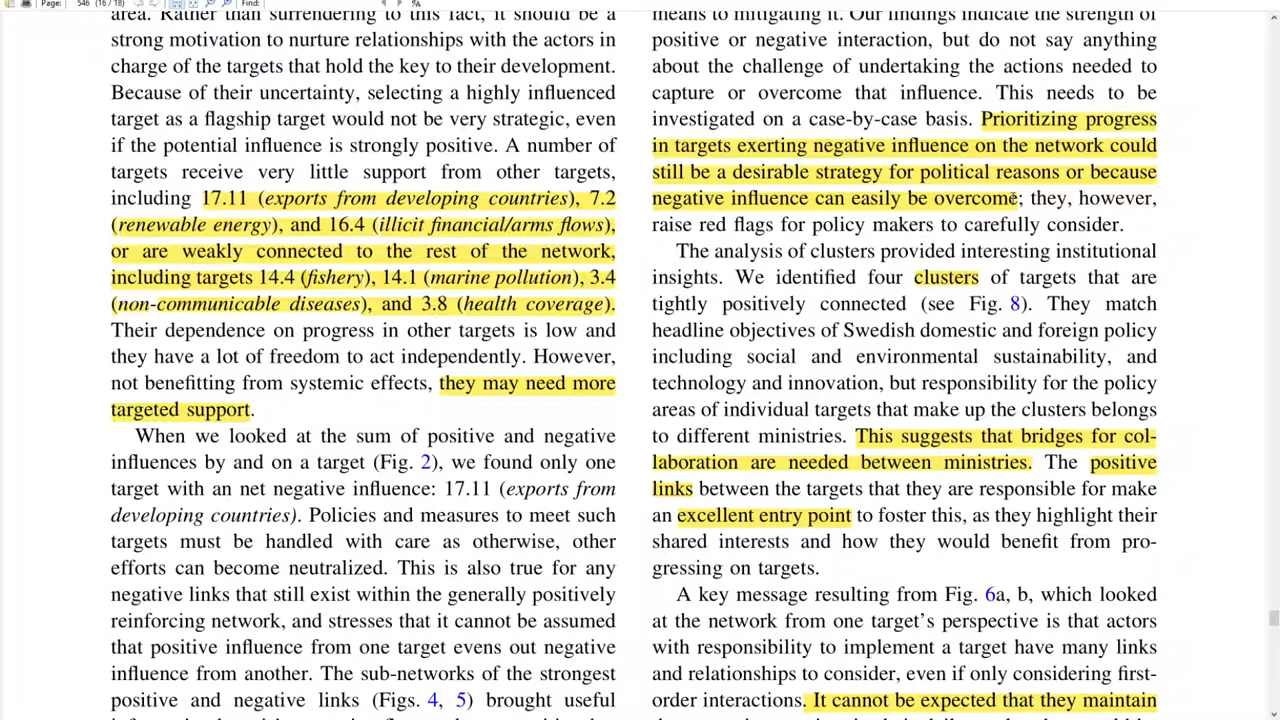 Page: 546 (16 / 18) Find:
area. Rather than surrendering to this fact, it should be a
strong motivation to nurture relationships with the actors in
charge of the targets that hold the key to their development.
Because of their uncertainty, selecting a highly influenced
target as a flagship target would not be very strategic, even
if the potential influence is strongly positive. A number of
targets receive very little support from other targets,
including 17.11 (exports from developing countries), 7.2
(renewable energy), and 16.4 (illicit financial/arms flows),
or are weakly connected to the rest of the network,
including targets 14.4 (fishery), 14.1 (marine pollution), 3.4
(non-communicable diseases), and 3.8 (health coverage).
Their dependence on progress in other targets is low and
they have a lot of freedom to act independently. However,
not benefitting from systemic effects, they may need more
targeted support.
When we looked at the sum of positive and negative
influences by and on a target (Fig. 2), we found only one
target with an net negative influence: 17.11 (exports from
developing countries). Policies and measures to meet such
targets must be handled with care as otherwise, other
efforts can become neutralized. This is also true for any
negative links that still exist within the generally positively
reinforcing network, and stresses that it cannot be assumed
that positive influence from one target evens out negative
influence from another. The sub-networks of the strongest
positive and negative links (Figs. 4, 5) brought useful
means to mitigating it. Our findings indicate the strength of
positive or negative interaction, but do not say anything
about the challenge of undertaking the actions needed to
capture or overcome that influence. This needs to be
investigated on a case-by-case basis. Prioritizing progress
in targets exerting negative influence on the network could
still be a desirable strategy for political reasons or because
negative influence can easily be overcome; they, however,
raise red flags for policy makers to carefully consider.
The analysis of clusters provided interesting institutional
insights. We identified four clusters of targets that are
tightly positively connected (see Fig. 8). They match
headline objectives of Swedish domestic and foreign policy
including social and environmental sustainability, and
technology and innovation, but responsibility for the policy
areas of individual targets that make up the clusters belongs
to different ministries. This suggests that bridges for col-
laboration are needed between ministries. The positive
links between the targets that they are responsible for make
an excellent entry point to foster this, as they highlight their
shared interests and how they would benefit from pro-
gressing on targets.
A key message resulting from Fig. 6a, b, which looked
at the network from one target's perspective is that actors
with responsibility to implement a target have many links
and relationships to consider, even if only considering first-
order interactions. It cannot be expected that they maintain